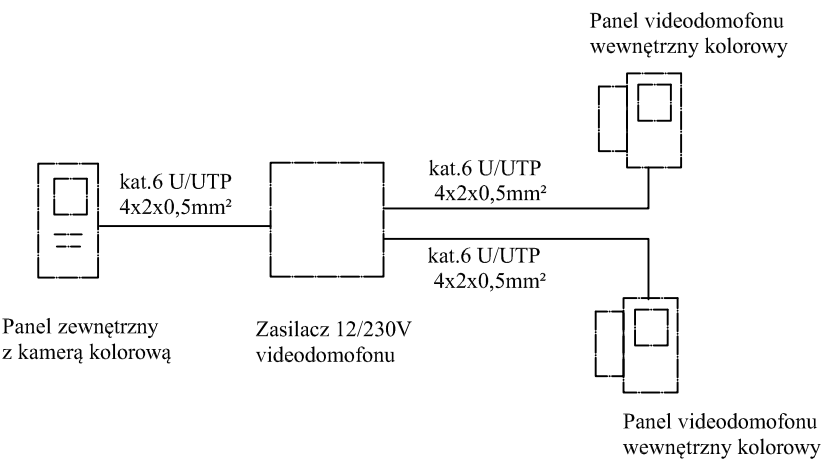 Panel videodomofonu
wewnętrzny kolorowy
kat.6 U/UTP
4x2x0,5mm²
kat.6 U/UTP
4x2x0,5mm²
kat.6 U/UTP
4x2x0,5mm²
Panel zewnętrzny
z kamerą kolorową
Zasilacz 12/230V
videodomofonu
Panel videodomofonu
wewnętrzny kolorowy